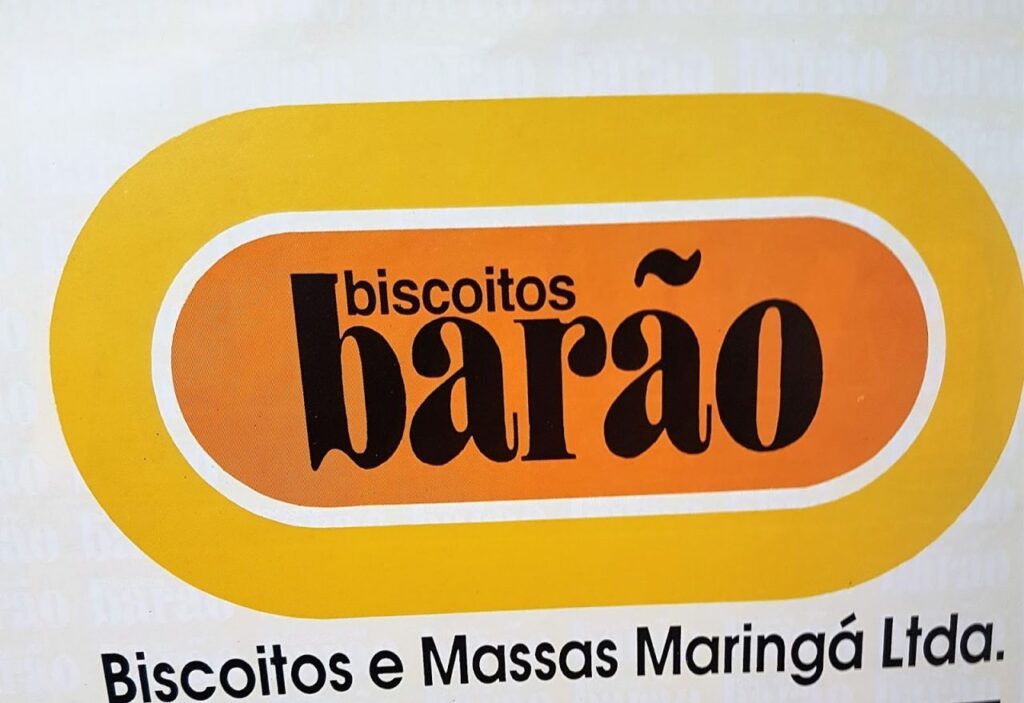 biscoitos
barão
Biscoitos e Massas Maringá Ltda.